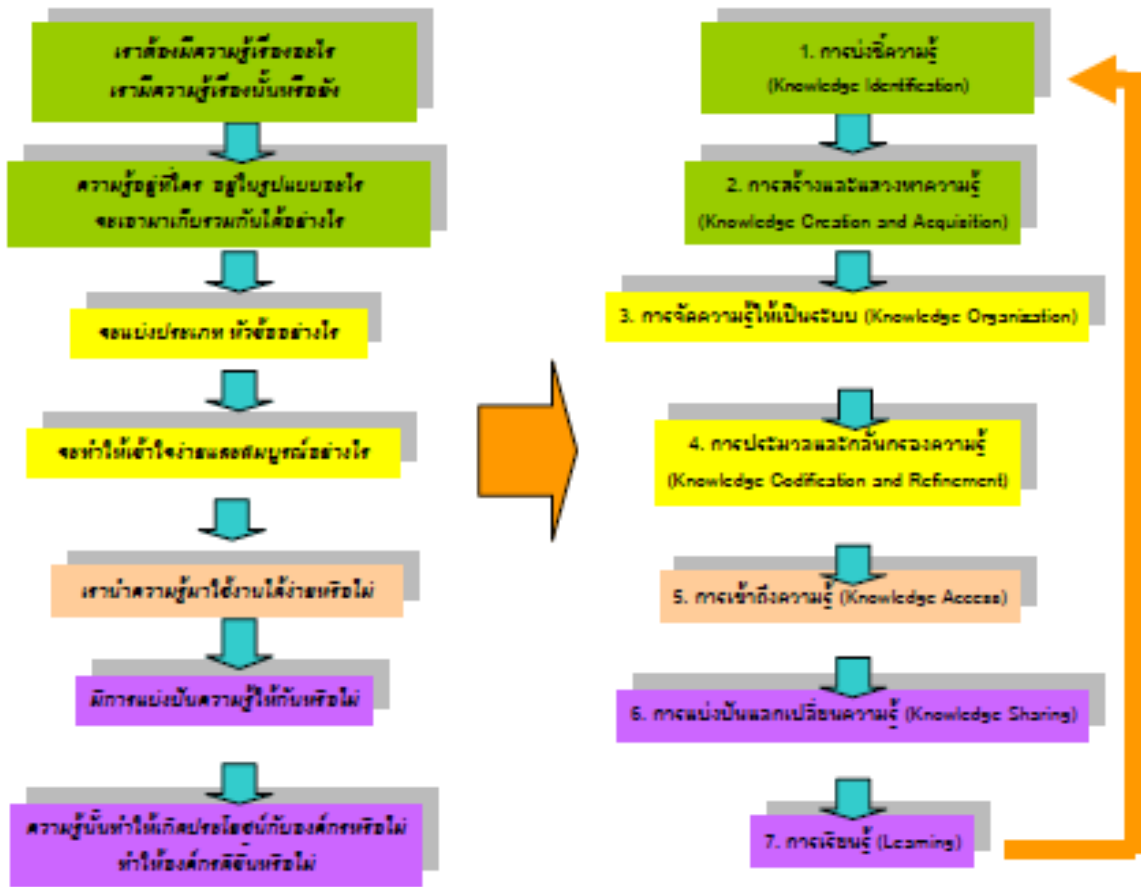 เราต้องมีความรู้เรื่องอะไร
เรามีความรู้เรื่องนั้นหรือยัง
ความรู้อยู่ที่ใคร อยู่ในรูปแบบอะไร
จะเอามาเก็บรวมกันได้อย่างไร
จะแบ่งประเภท หัวข้ออย่างไร
จะทำให้เข้าใจง่ายและสมบูรณ์อย่างไร
เรานำความรู้มาใช้งานได้ง่ายหรือไม่
มีการแบ่งปันความรู้ให้กันหรือไม่
ความรู้นั้นทำให้เกิดประโยชน์กับองค์กรหรือไม่
ทำให้องค์กรดีขึ้นหรือไม่
1. การบ่งชี้ความรู้
(Knowledge Identification)
2. การสร้างและแสวงหาความรู้
(Knowledge Creation and Acquisition)
3. การจัดความรู้ให้เป็นระบบ (Knowledge Organization)
4. การประมวลและกลั่นกรองความรู้
(Knowledge Codification and Refinement)
5. การเข้าถึงความรู้ (Knowledge Access)
6. การแบ่งปันแลกเปลี่ยนความรู้ (Knowledge Sharing)
7. การเรียนรู้ (Learning)